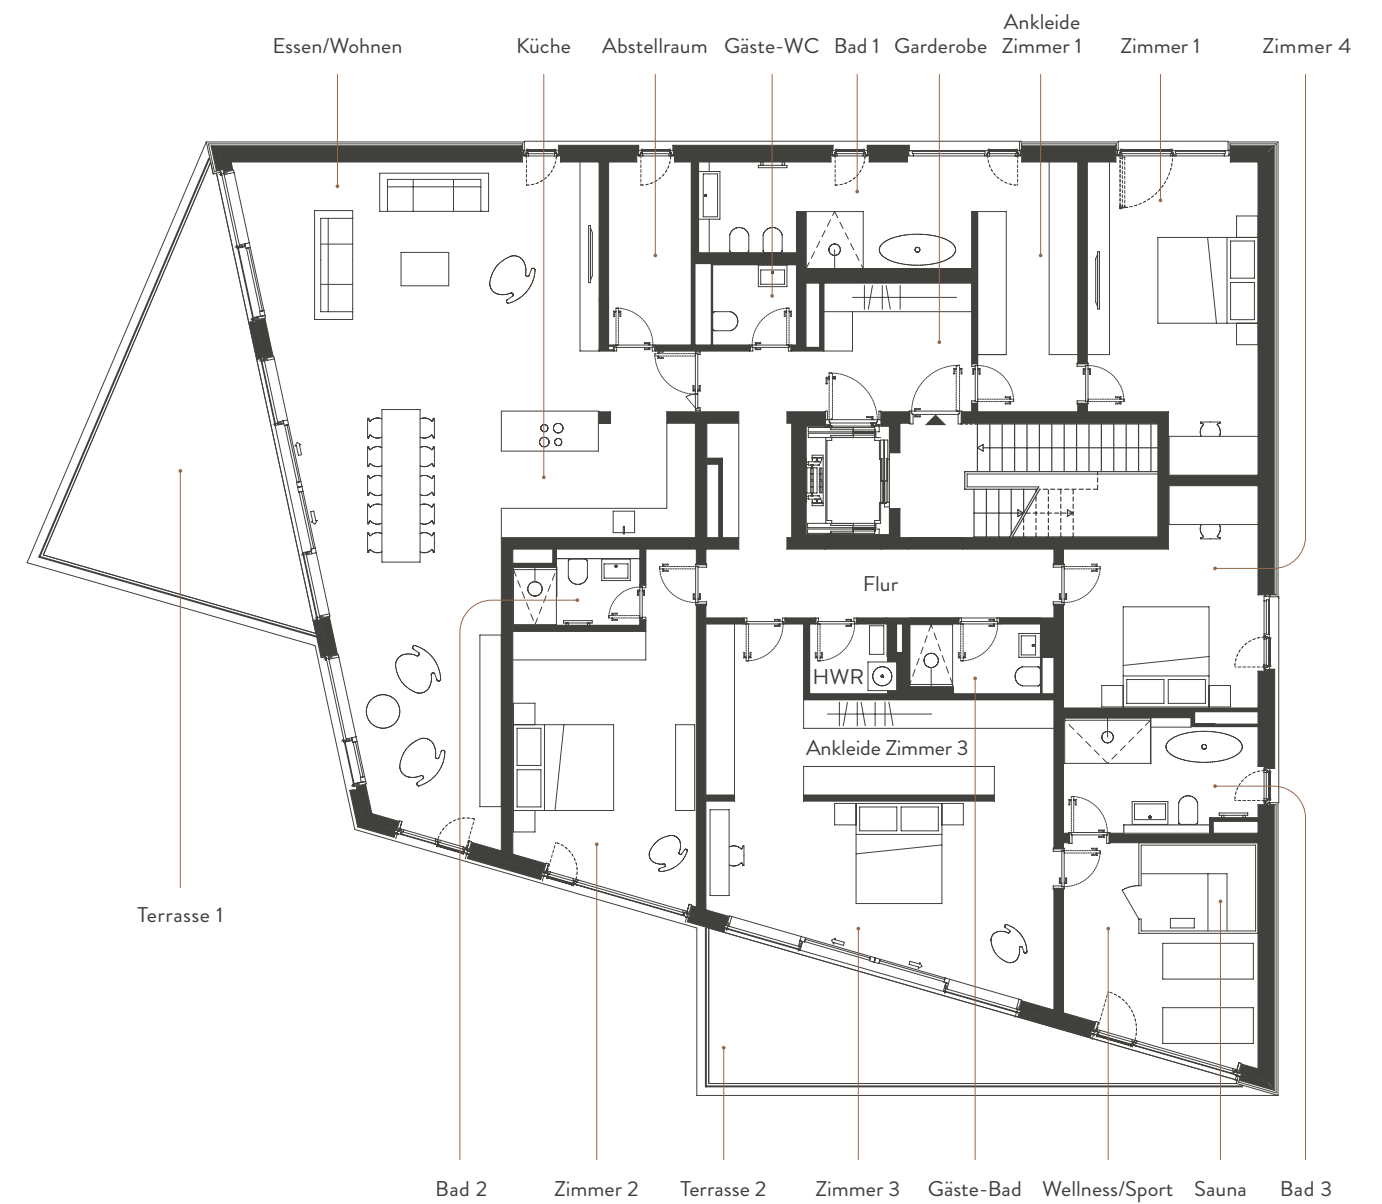 Ankleide
Essen/Wohnen Küche Abstellraum Gäste-WC Bad 1 Garderobe Zimmer 1 Zimmer 1 Zimmer 4
Flur
HWR
Ankleide Zimmer 3
Terrasse 1
Bad 2 Zimmer 2 Terrasse 2 Zimmer 3 Gäste-Bad Wellness/Sport Sauna Bad 3